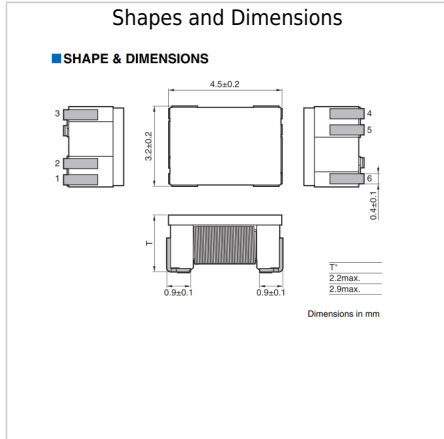 Shapes and Dimensions
SHAPE & DIMENSIONS
4.5±0.2
3
4
5
3.2±0.2
2
1
6
0.4±0.1
T
0.9±0.1
0.9±0.1
T*
2.2max.
2.9max.
Dimensions in mm